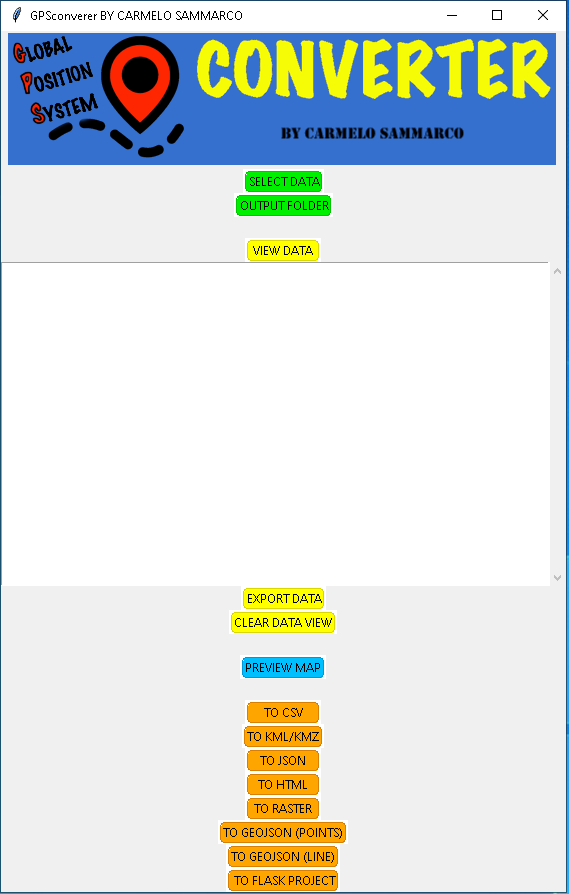 GPSconverer BY CARMELO SAMMARCO
GLOBAL
POSITION
SYSTEM
CONVERTER
BY CARMELO SAMMARCO
SELECT DATA
OUTPUT FOLDER
VIEW DATA
EXPORT DATA
CLEAR DATA VIEW
PREVIEW MAP
TO CSV
TO KML/KMZ
TO JSON
TO HTML
TO RASTER
TO GEOJSON (POINTS)
TO GEOJSON (LINE)
TO FLASK PROJECT